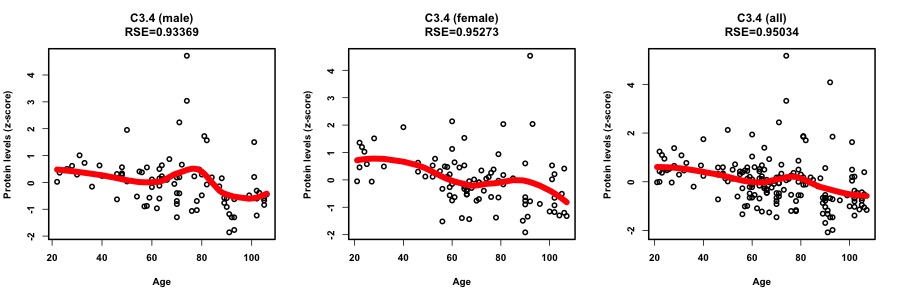 C3.4 (male)
RSE=0.93369
Protein levels (z-score)
4
3
2
1
0
-1
-2
20 40 60 80 100
Age
C3.4 (female)
RSE=0.95273
Protein levels (z-score)
4
3
2
1
0
-1
-2
20 40 60 80 100
Age
C3.4 (all)
RSE=0.95034
Protein levels (z-score)
4
2
0
-2
20 40 60 80 100
Age